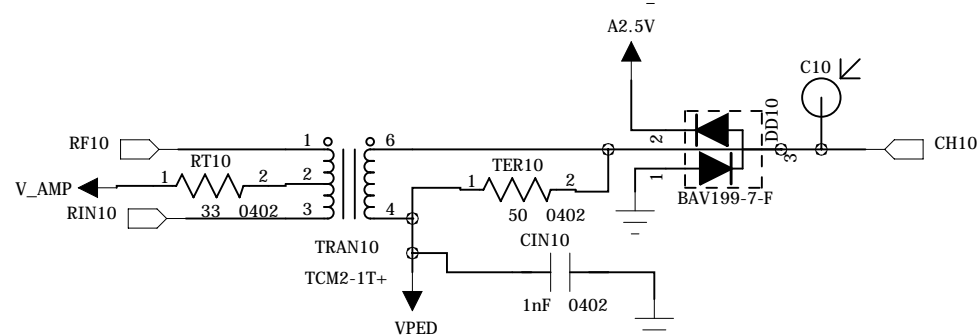 A2.5V
C10
RF10
1
6
2
DD10
3
CH10
RT10
TER10
V_AMP
1
2
2
1
2
1
BAV199-7-F
RIN10
33
0402
3
4
50
0402
TRAN10
CIN10
TCM2-1T+
1nF
0402
VPED